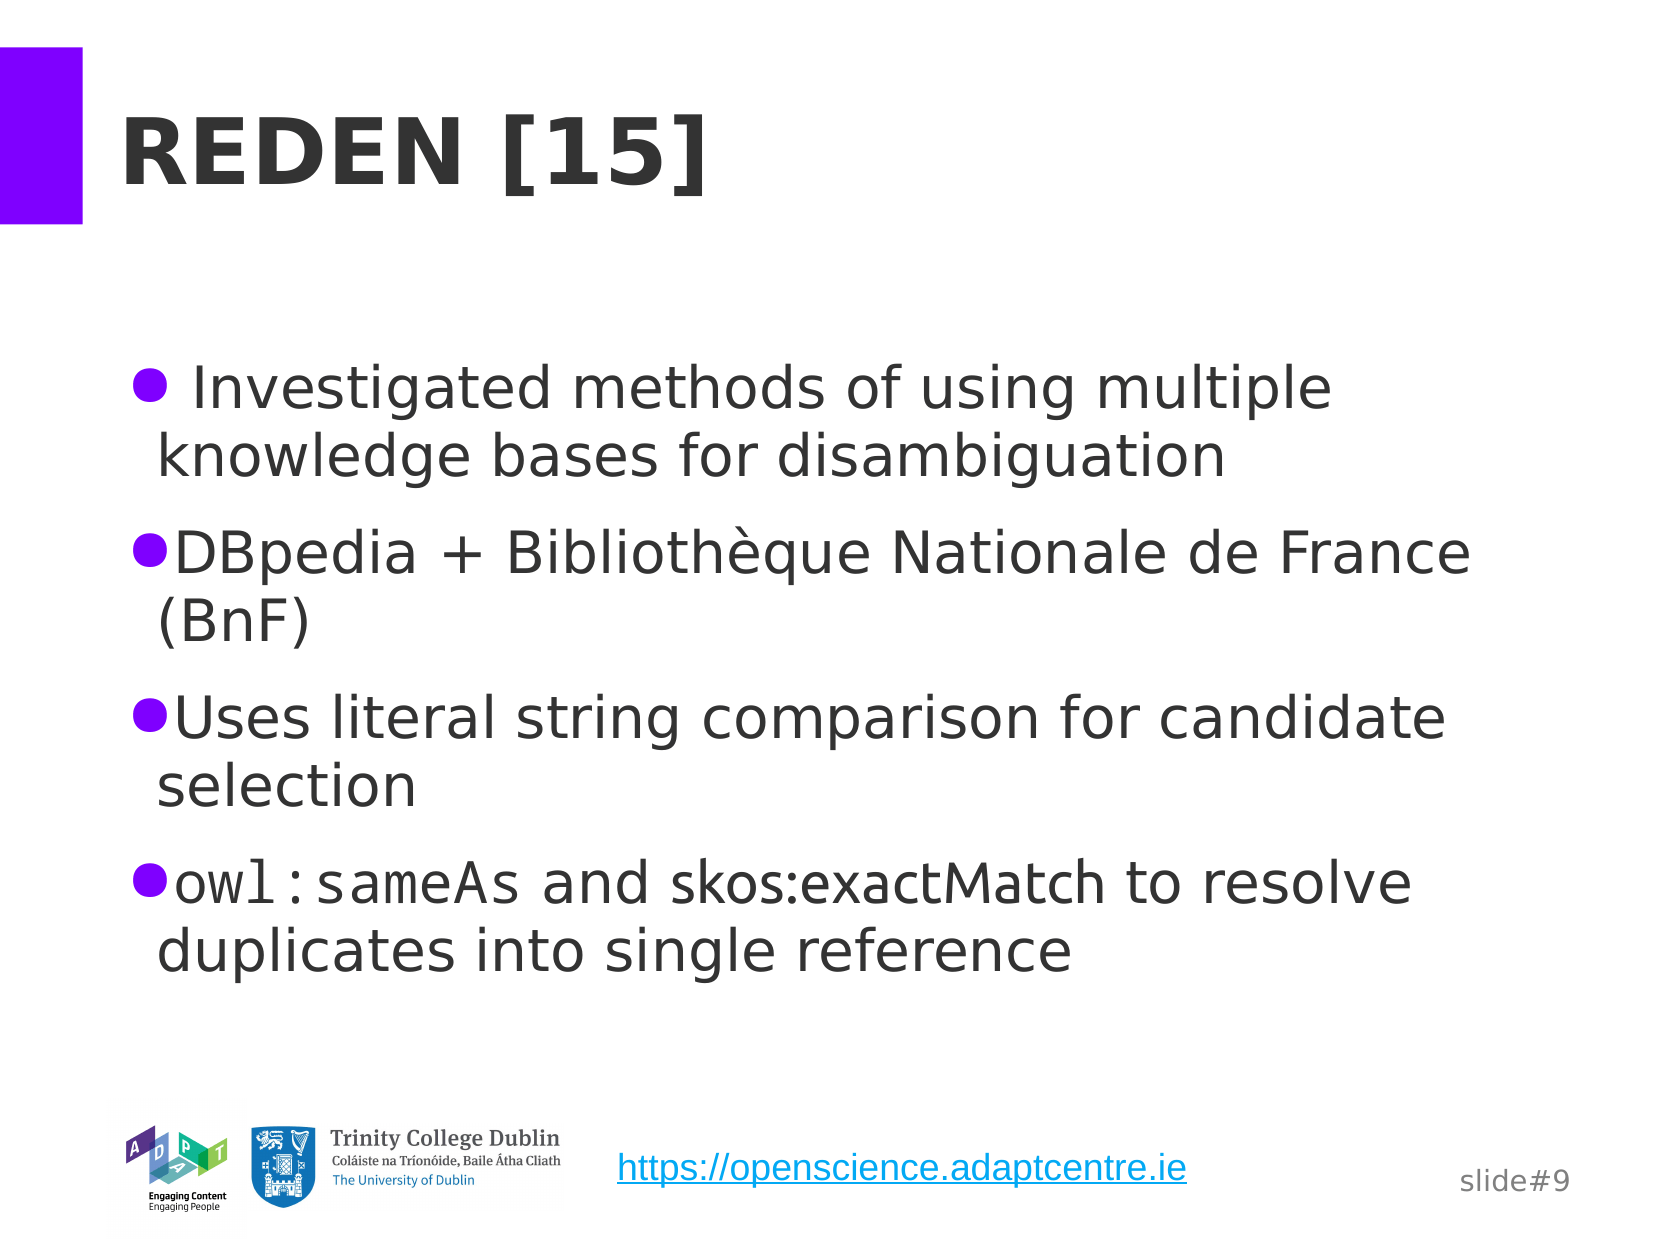 REDEN [15]
● Investigated methods of using multiple
knowledge bases for disambiguation
●DBpedia + Bibliothèque Nationale de France
(BnF)
●Uses literal string comparison for candidate
selection
●owl:sameAs and skos:exactMatch to resolve
duplicates into single reference
ADAPT
Engaging Content
Engaging People
Trinity College Dublin
Coláiste na Tríonóide, Baile Átha Cliath
The University of Dublin
https://openscience.adaptcentre.ie
slide#9